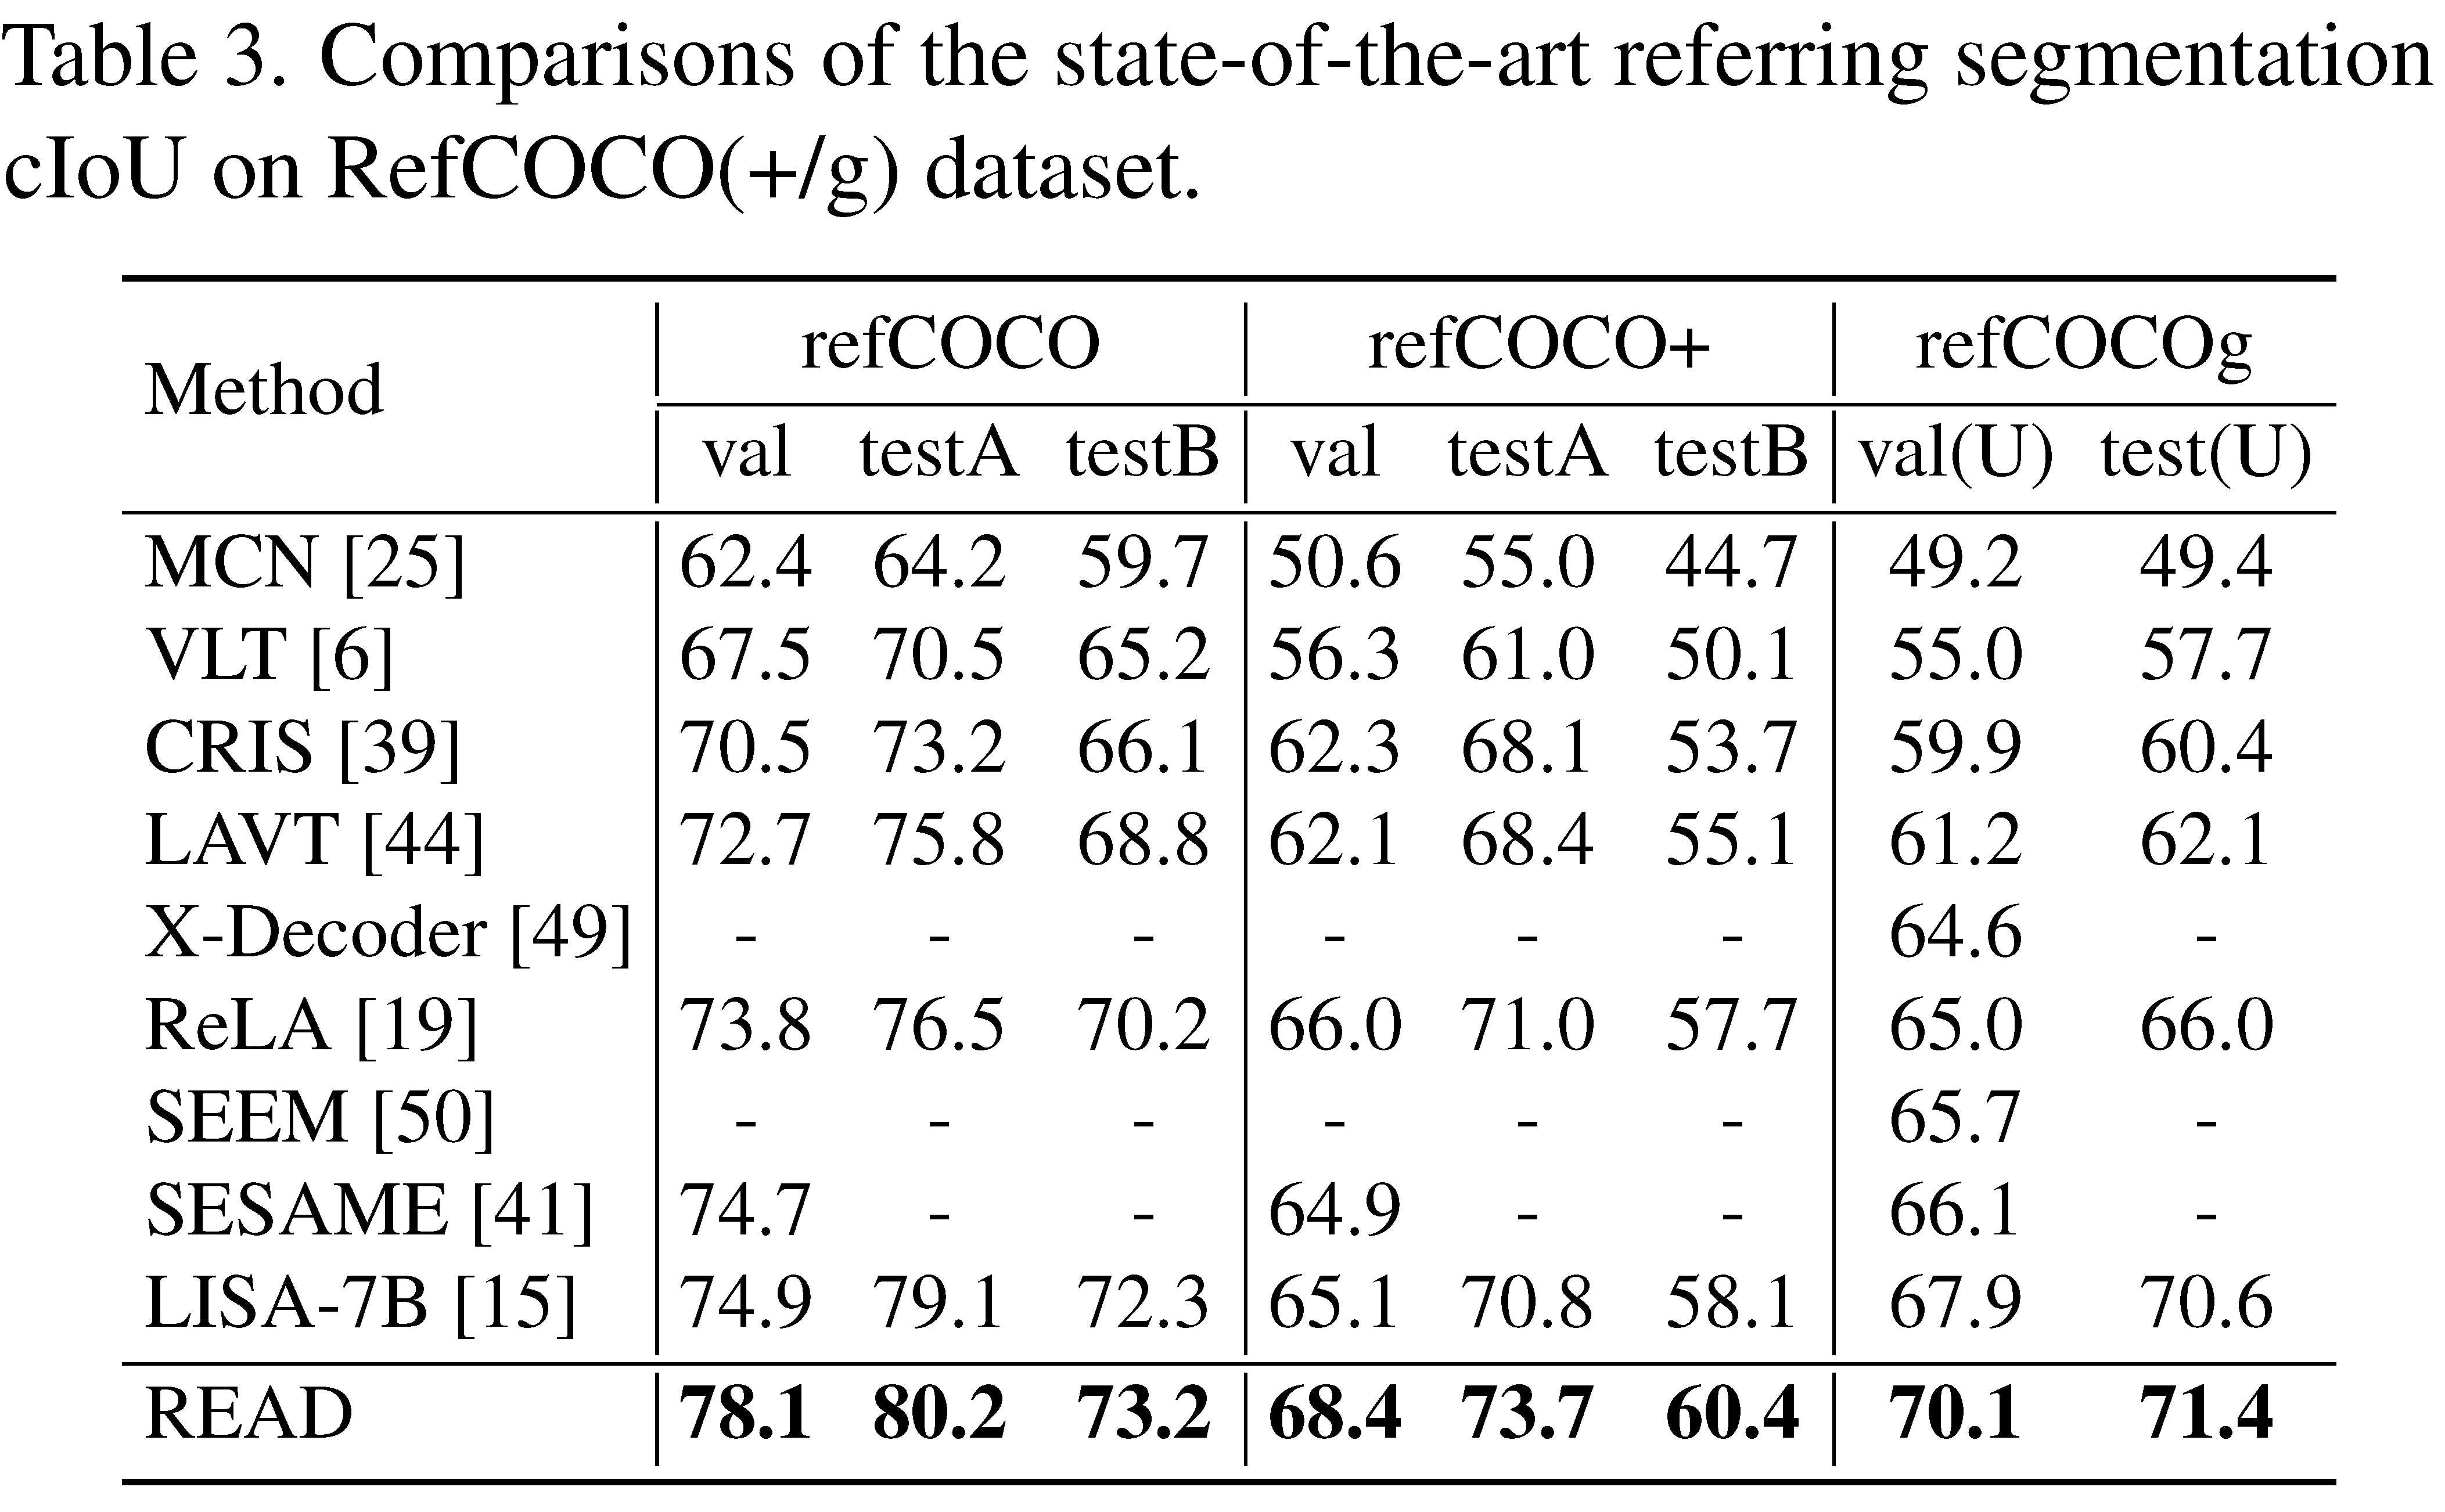 Table 3. Comparisons of the state-of-the-art referring segmentation
cIoU on RefCOCO(+/g) dataset.
Method refCOCO refCOCO+ refCOCOg
val testA testB val testA testB val(U) test(U)
MCN [25] 62.4 64.2 59.7 50.6 55.0 44.7 49.2 49.4
VLT [6] 67.5 70.5 65.2 56.3 61.0 50.1 55.0 57.7
CRIS [39] 70.5 73.2 66.1 62.3 68.1 53.7 59.9 60.4
LAVT [44] 72.7 75.8 68.8 62.1 68.4 55.1 61.2 62.1
X-Decoder [49] - - - - - - 64.6 -
ReLA [19] 73.8 76.5 70.2 66.0 71.0 57.7 65.0 66.0
SEEM [50] - - - - - - 65.7 -
SESAME [41] 74.7 - - 64.9 - - 66.1 -
LISA-7B [15] 74.9 79.1 72.3 65.1 70.8 58.1 67.9 70.6
READ 78.1 80.2 73.2 68.4 73.7 60.4 70.1 71.4